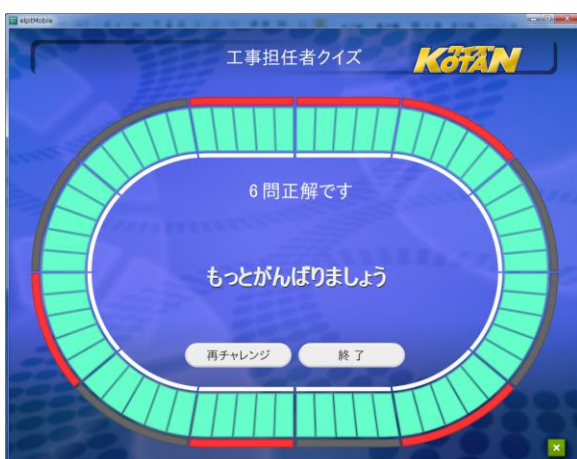 elpitMobile
工事担任者クイズ
KOTAN
6問正解です
もっとがんばりましょう
再チャレンジ
終了